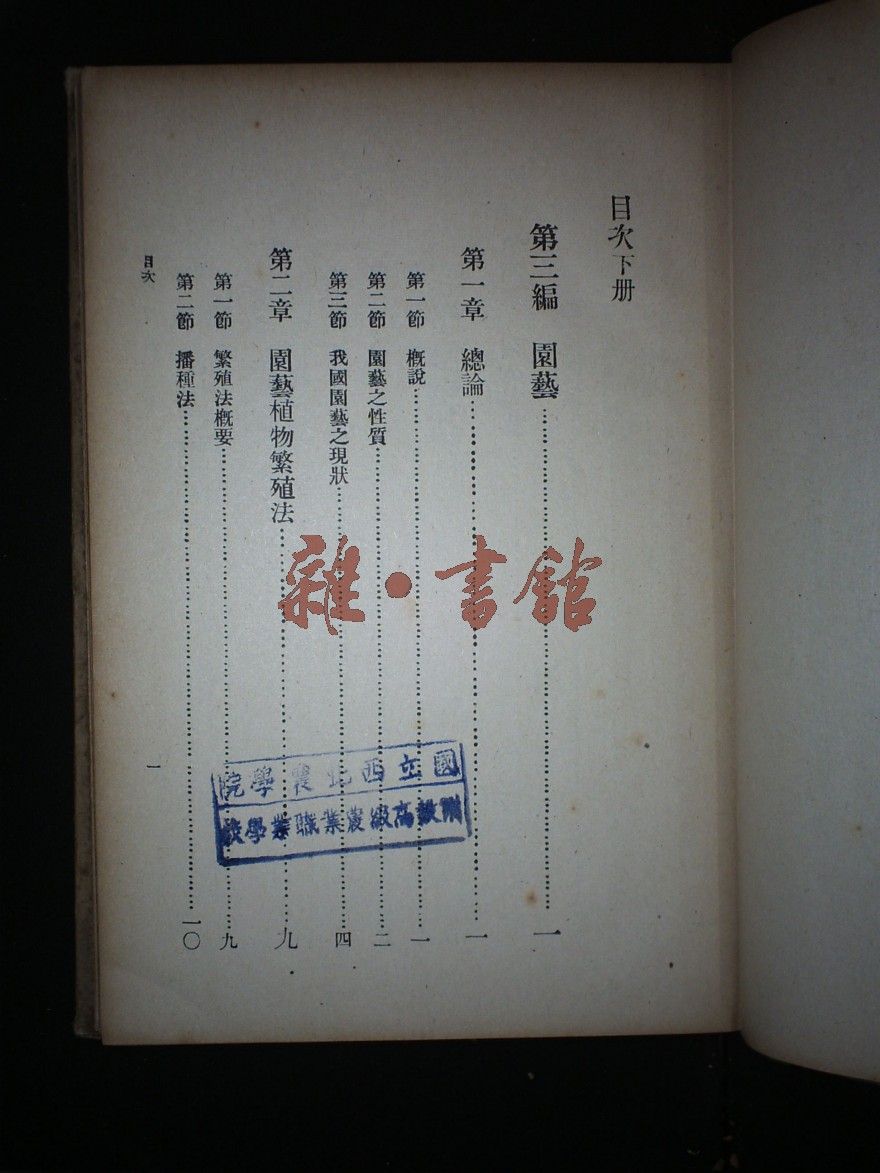 目次下册
第三編　園藝……一
第一章　總論……一
第一節　概說……一
第二節　園藝之性質……二
第三節　我國園藝之現狀……四
第二章　園藝植物繁殖法……九
第一節　繁殖法概要……九
第二節　播種法……一〇
目次
一
雜·書館
國立西北農學院
附設高級農業職業學校